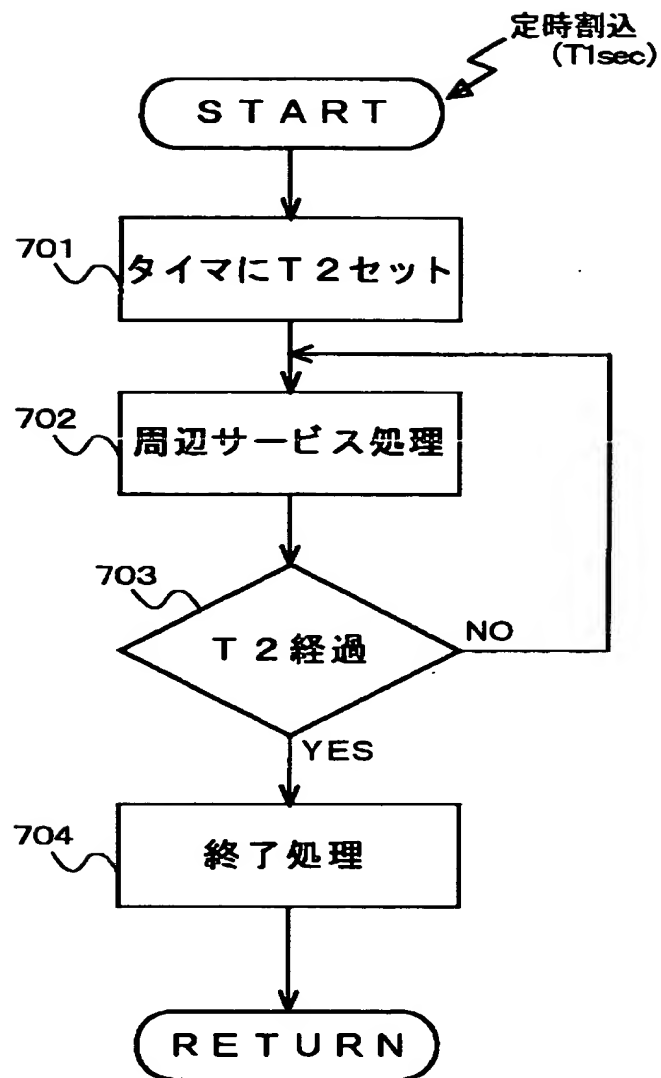 定時割込
(T1sec)
START
701
タイマにT2セット
702
周辺サービス処理
703
T2経過
NO
YES
704
終了処理
RETURN